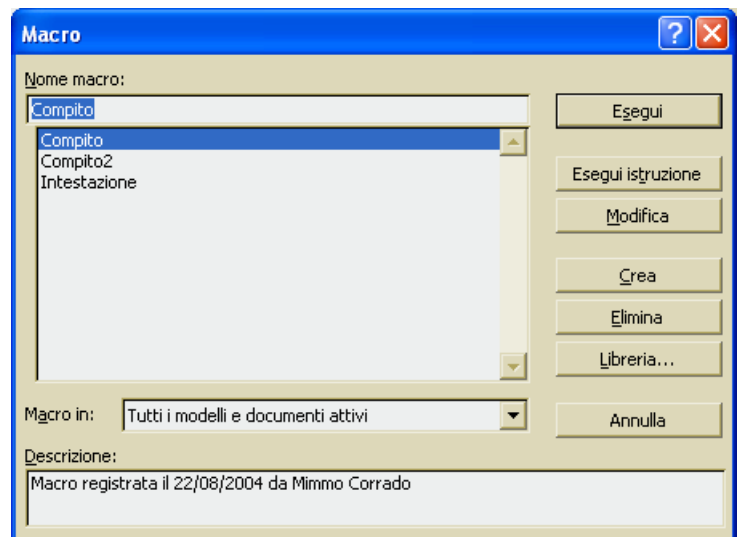 Macro
Nome macro:
Compito
Esegui
Compito
Compito2
Intestazione
Esegui istruzione
Modifica
Crea
Elimina
Libreria...
Macro in:
Tutti i modelli e documenti attivi
Annulla
Descrizione:
Macro registrata il 22/08/2004 da Mimmo Corrado